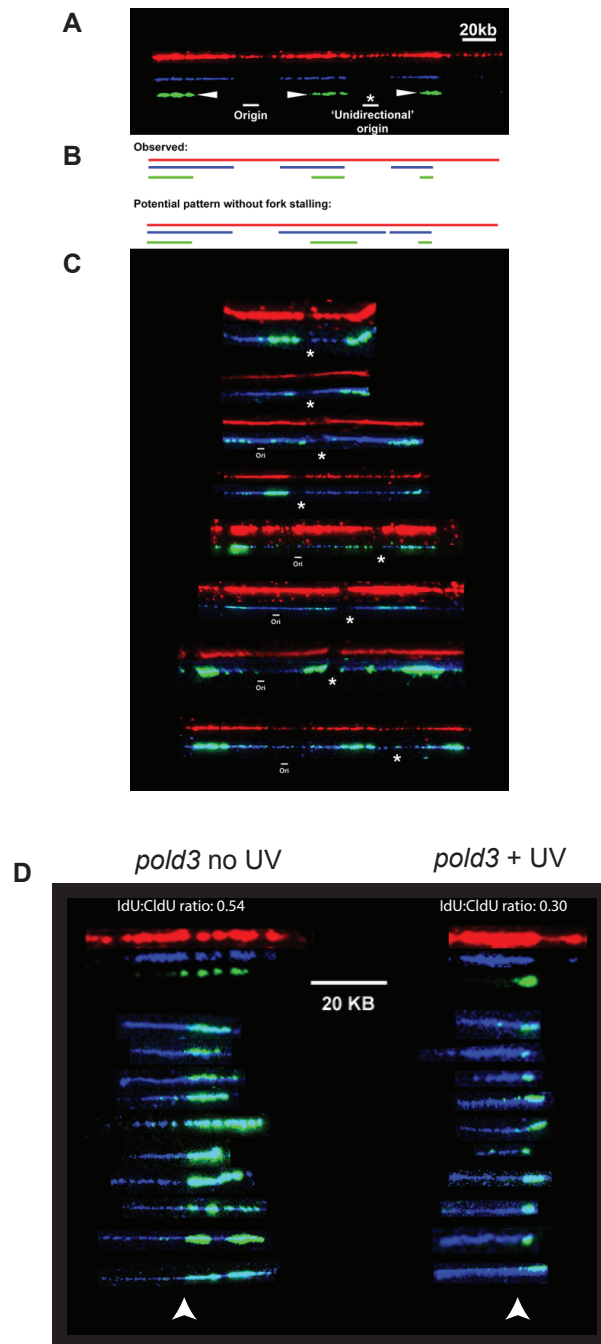 A
20kb
*
Origin
'Unidirectional'
origin
B
Observed:
Potential pattern without fork stalling:
C
*
*
Ori
*
*
Ori
*
Ori
*
Ori
*
Ori
*
pold3 no UV
pold3 + UV
D
IdU:CldU ratio: 0.54
IdU:CldU ratio: 0.30
20 KB